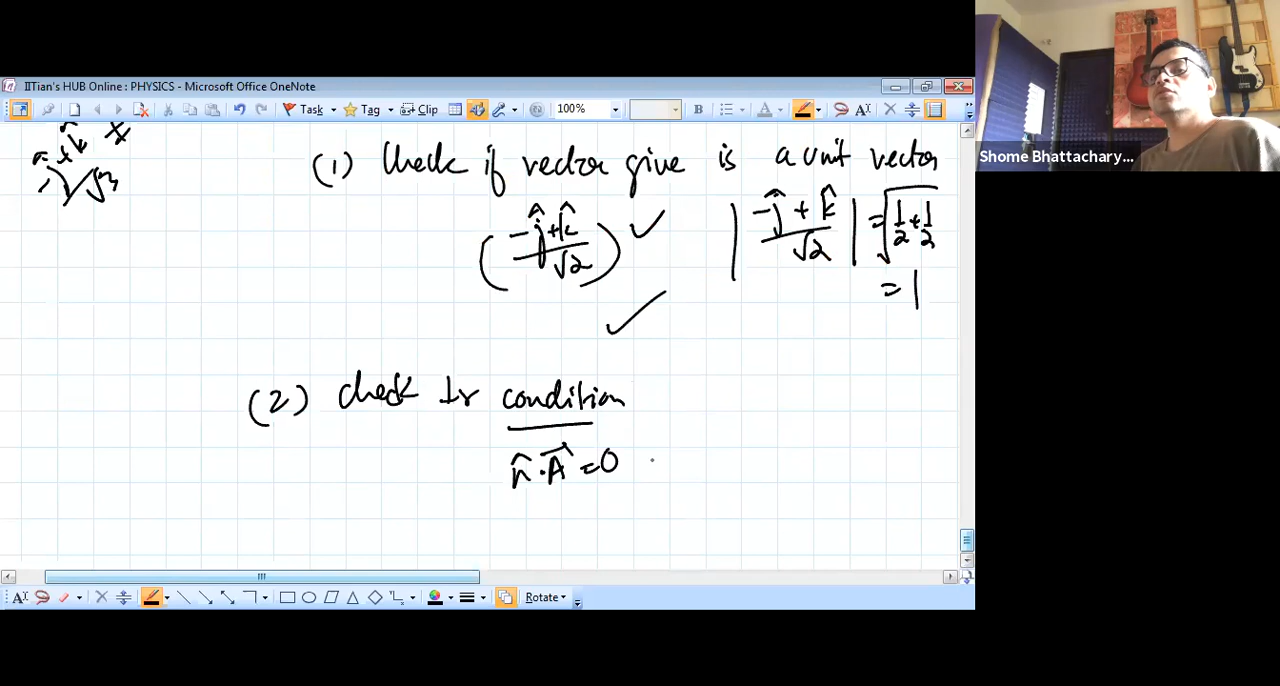 IITian's HUB Online : PHYSICS - Microsoft Office OneNote
Task Tag Clip 100% B A
(1) Check if vector give is a unit vector
(-ĵ+k̂/√2) ✓ |-ĵ+k̂/√2| = √1/2+1/2
= 1
✓
(2) check ⊥r condition
n̂·A⃗ =0
Rotate
Shome Bhattachary...